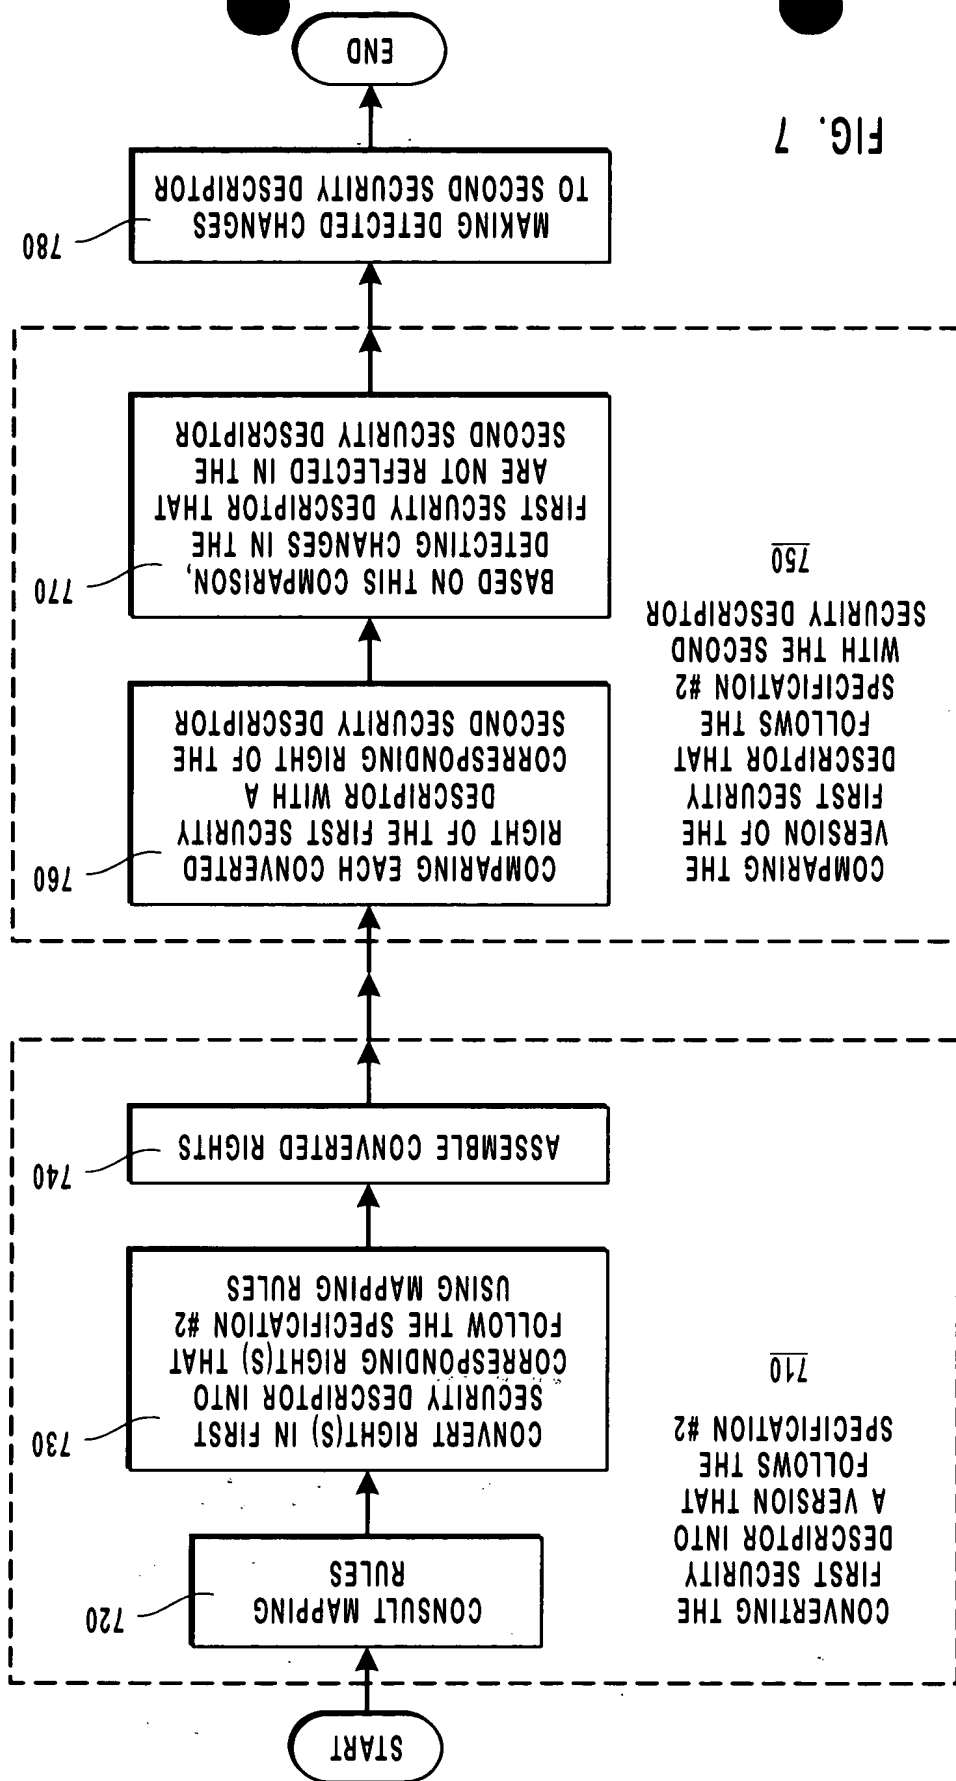 START
CONVERTING THE
FIRST SECURITY
DESCRIPTOR INTO
A VERSION THAT
FOLLOWS THE
SPECIFICATION #2
710
CONSULT MAPPING
RULES
720
CONVERT RIGHT(S) IN FIRST
SECURITY DESCRIPTOR INTO
CORRESPONDING RIGHT(S) THAT
FOLLOW THE SPECIFICATION #2
USING MAPPING RULES
730
ASSEMBLE CONVERTED RIGHTS
740
COMPARING THE
VERSION OF THE
FIRST SECURITY
DESCRIPTOR THAT
FOLLOWS THE
SPECIFICATION #2
WITH THE SECOND
SECURITY DESCRIPTOR
750
COMPARING EACH CONVERTED
RIGHT OF THE FIRST SECURITY
DESCRIPTOR WITH A
CORRESPONDING RIGHT OF THE
SECOND SECURITY DESCRIPTOR
760
BASED ON THIS COMPARISON,
DETECTING CHANGES IN THE
FIRST SECURITY DESCRIPTOR THAT
ARE NOT REFLECTED IN THE
SECOND SECURITY DESCRIPTOR
770
MAKING DETECTED CHANGES
TO SECOND SECURITY DESCRIPTOR
780
END
FIG. 7